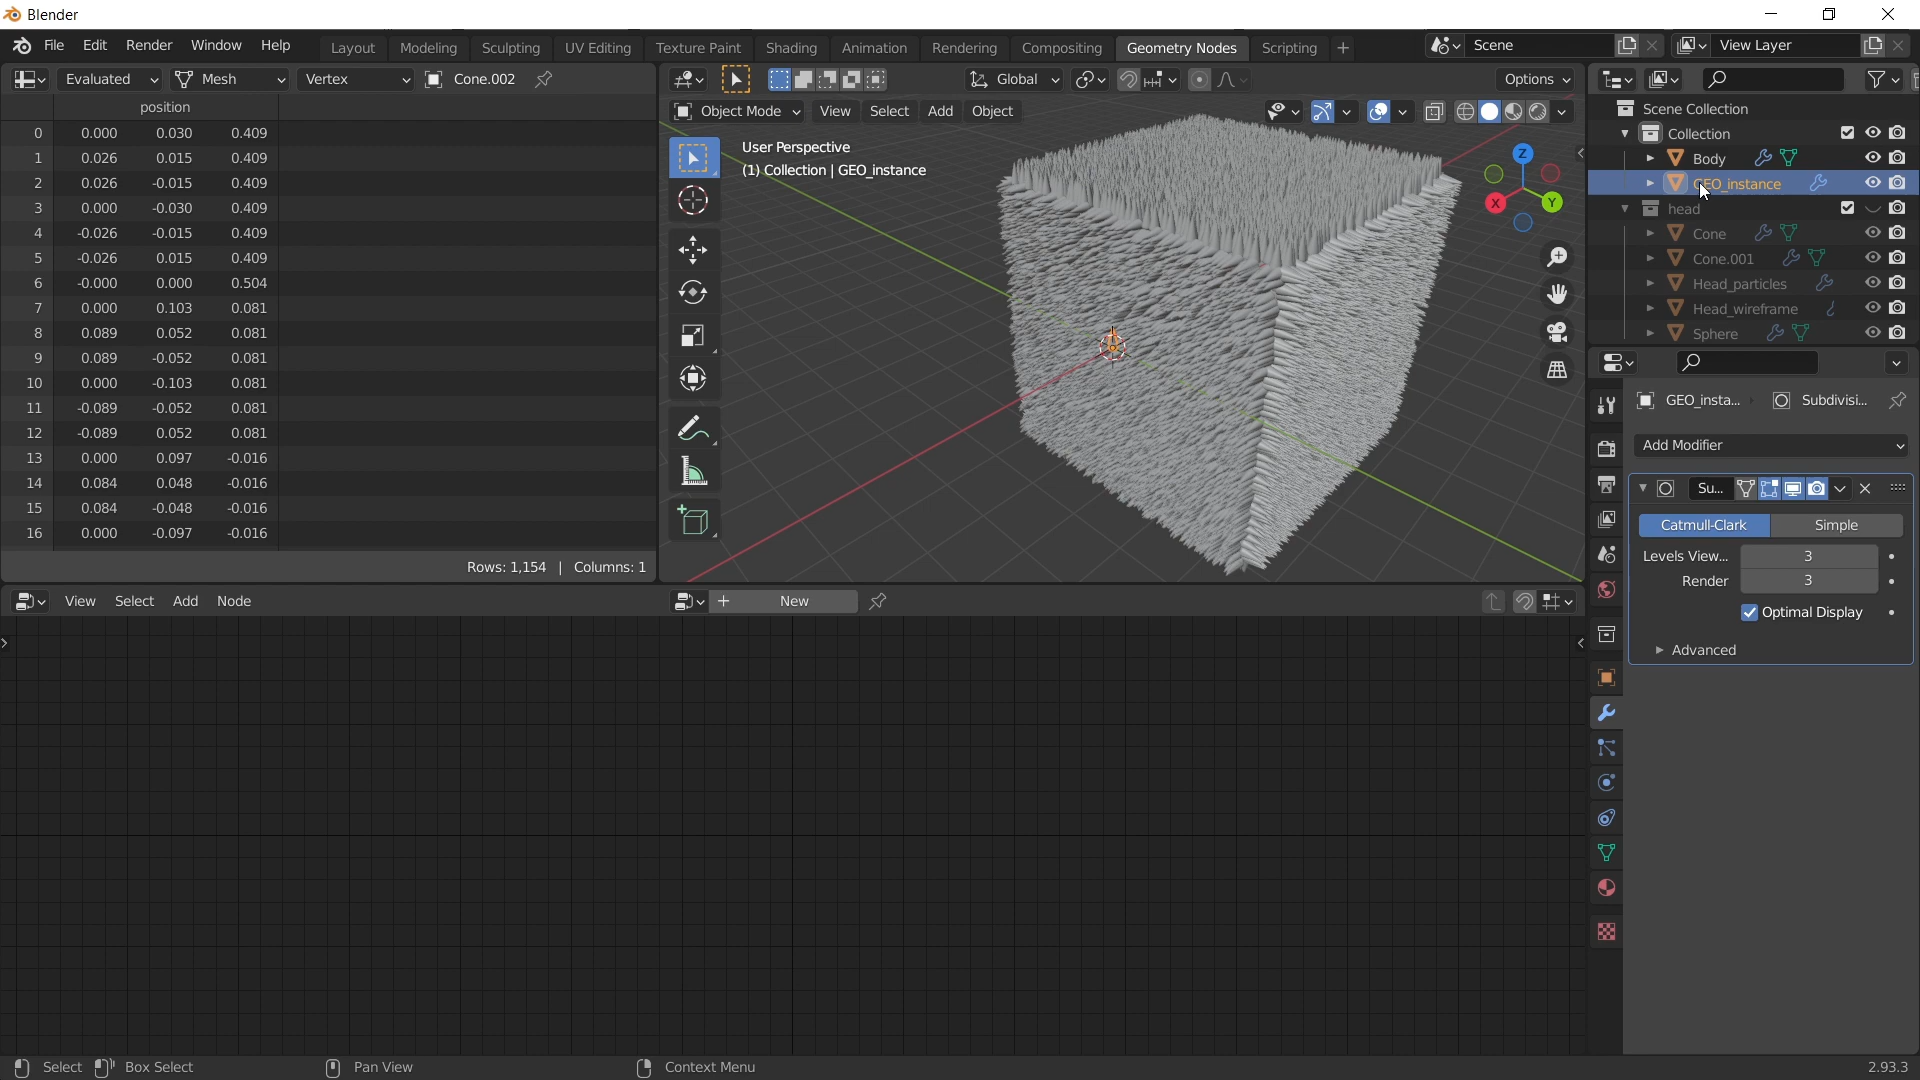 Blender
File Edit Render Window Help Layout Modeling Sculpting UV Editing Texture Paint Shading Animation Rendering Compositing Geometry Nodes Scripting + Scene View Layer
Evaluated Mesh Vertex Cone.002
position
0 0.000 0.030 0.409
1 0.026 0.015 0.409
2 0.026 -0.015 0.409
3 0.000 -0.030 0.409
4 -0.026 -0.015 0.409
5 -0.026 0.015 0.409
6 -0.000 0.000 0.504
7 0.000 0.103 0.081
8 0.089 0.052 0.081
9 0.089 -0.052 0.081
10 0.000 -0.103 0.081
11 -0.089 -0.052 0.081
12 -0.089 0.052 0.081
13 0.000 0.097 -0.016
14 0.084 0.048 -0.016
15 0.084 -0.048 -0.016
16 0.000 -0.097 -0.016
Rows: 1,154 | Columns: 1
Global Options
Object Mode View Select Add Object
User Perspective
(1) Collection | GEO_instance
Z
X
Y
Scene Collection
Collection
Body
GEO_instance
head
Cone
Cone.001
Head_particles
Head_wireframe
Sphere
GEO_insta... Subdivisi...
Add Modifier
Su...
Catmull-Clark Simple
Levels View... 3
Render 3
Optimal Display
Advanced
View Select Add Node + New
Select Box Select Pan View Context Menu 2.93.3